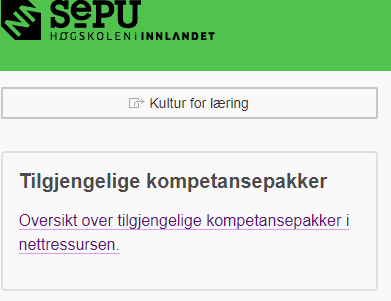 SePU
HØGSKOLEN i INNLANDET
Kultur for læring
Tilgjengelige kompetansepakker
Oversikt over tilgjengelige kompetansepakker i
nettressursen.